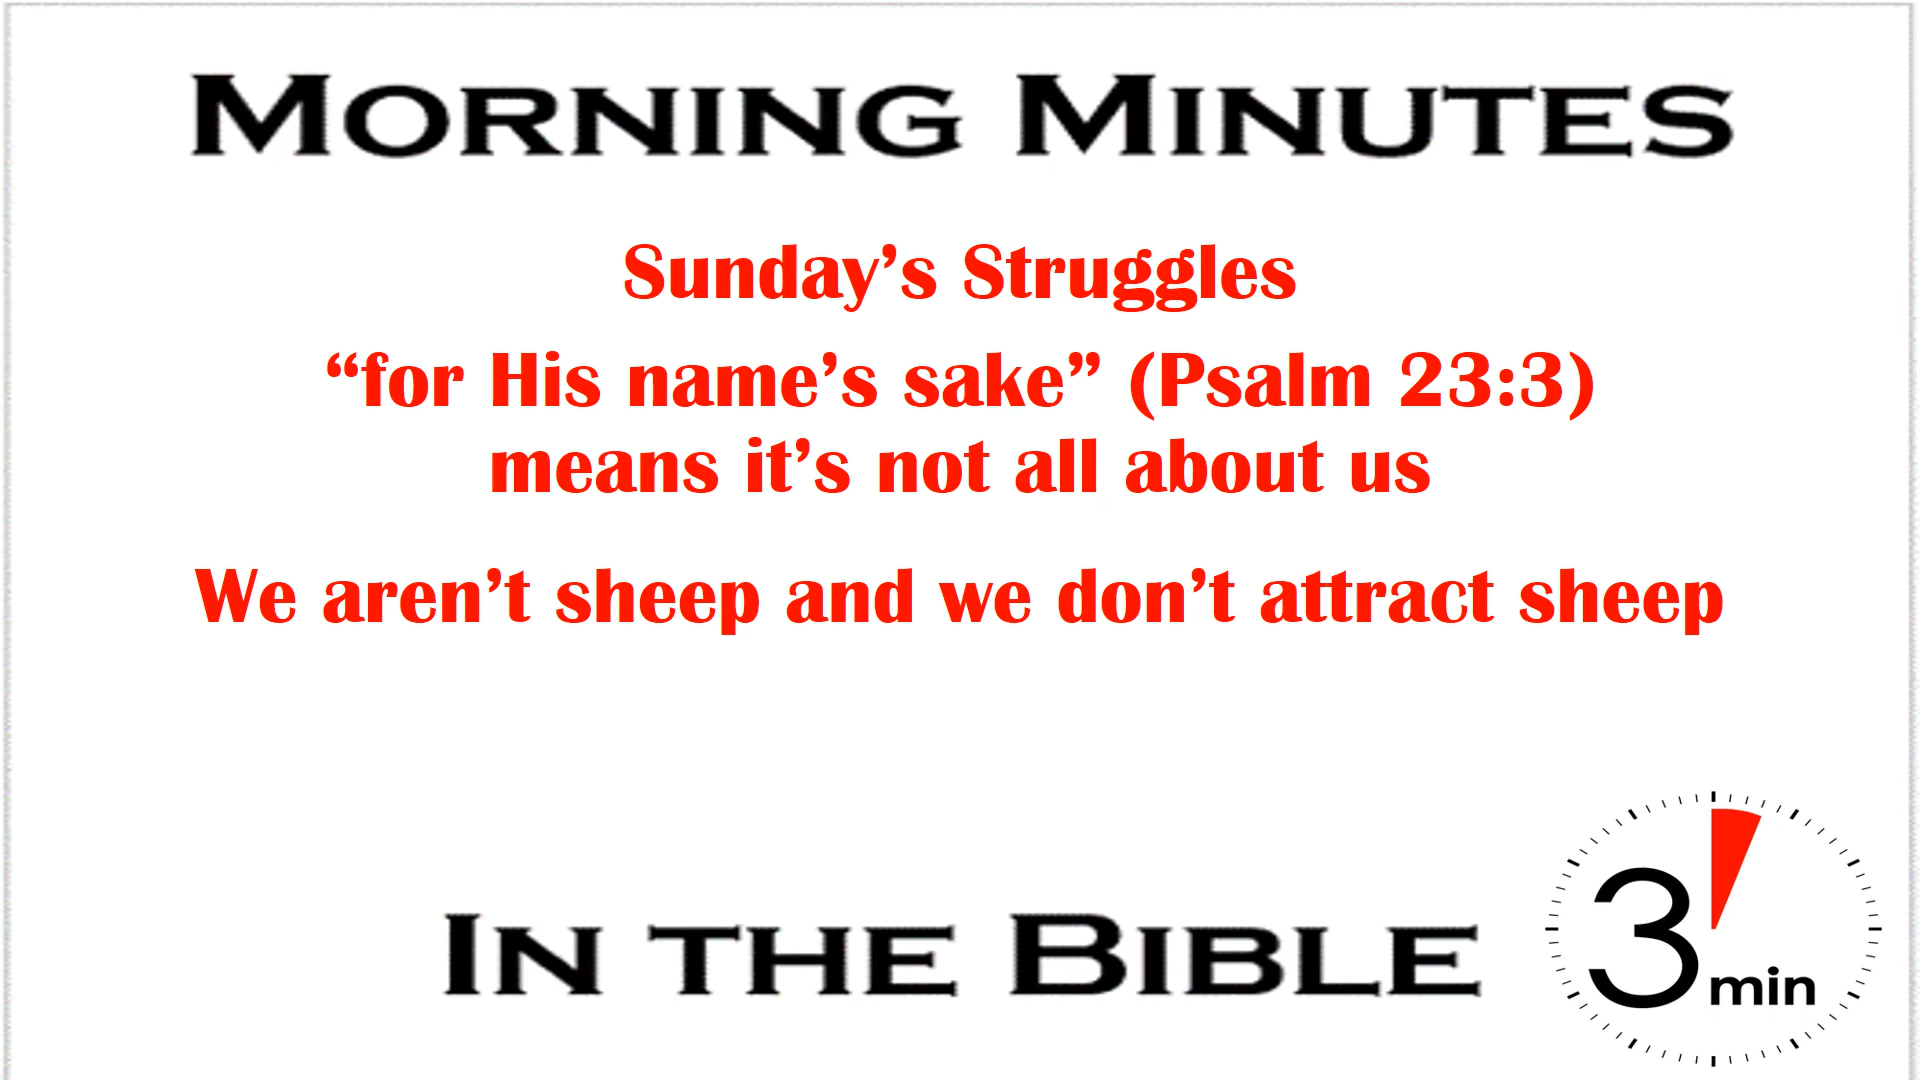 MORNING MINUTES
Sunday’s Struggles
“for His name’s sake” (Psalm 23:3)
means it’s not all about us
We aren’t sheep and we don’t attract sheep
IN THE BIBLE
3 min